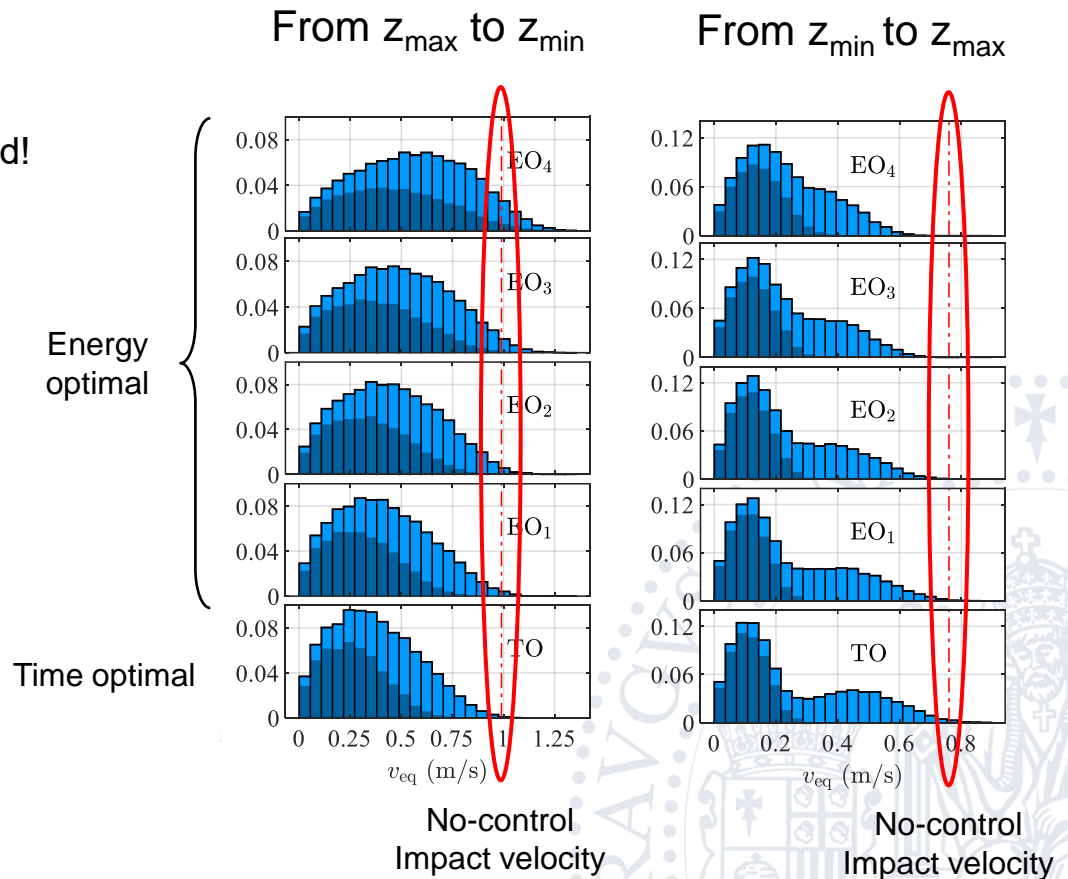 From z_max to z_min
From z_min to z_max
d!
Energy
optimal
Time optimal
0.08
0.04
0
EO₄
0.08
0.04
0
EO₃
0.08
0.04
0
EO₂
0.08
0.04
0
EO₁
0.08
0.04
0
TO
0 0.25 0.5 0.75 1 1.25
v_eq (m/s)
No-control
Impact velocity
0.12
0.06
0
EO₄
0.12
0.06
0
EO₃
0.12
0.06
0
EO₂
0.12
0.06
0
EO₁
0.12
0.06
0
TO
0 0.2 0.4 0.6 0.8
v_eq (m/s)
No-control
Impact velocity